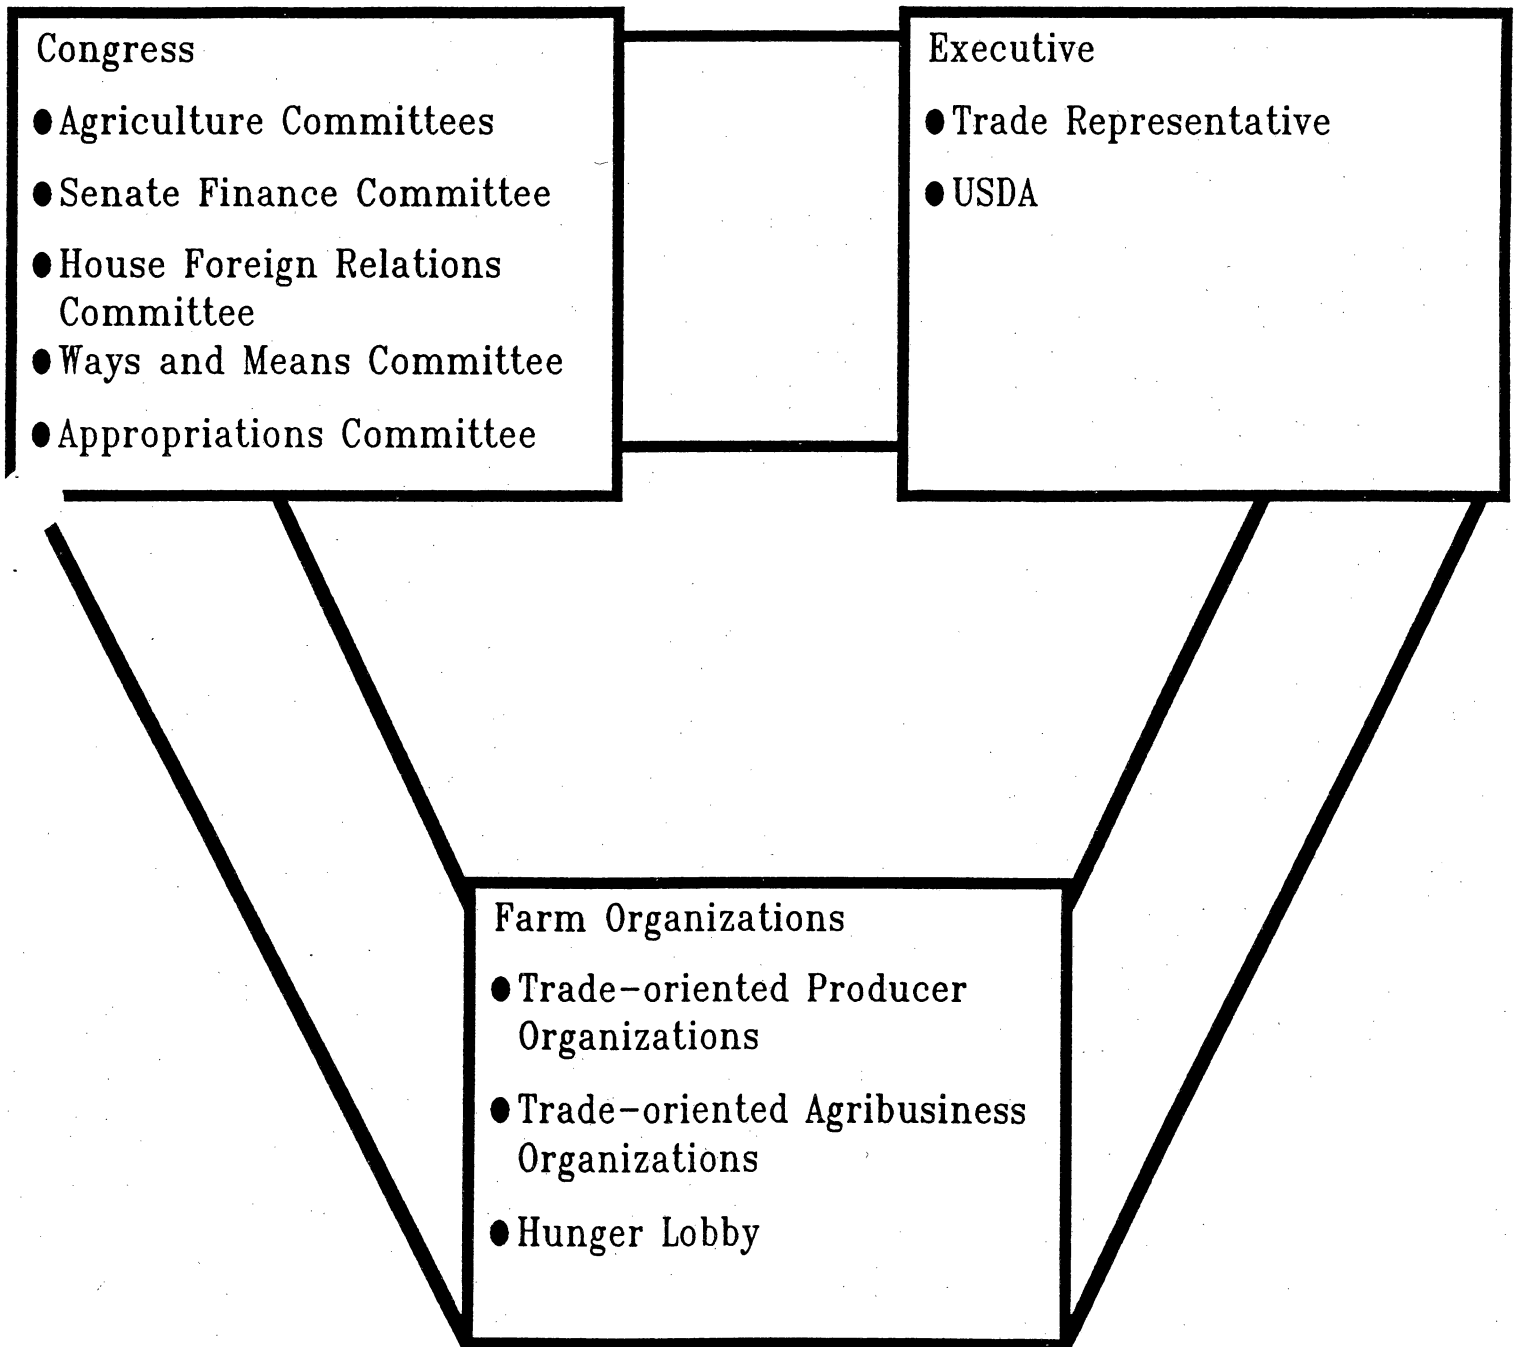 Congress
●Agriculture Committees
●Senate Finance Committee
●House Foreign Relations
Committee
●Ways and Means Committee
●Appropriations Committee
Executive
●Trade Representative
●USDA
Farm Organizations
●Trade-oriented Producer
Organizations
●Trade-oriented Agribusiness
Organizations
●Hunger Lobby